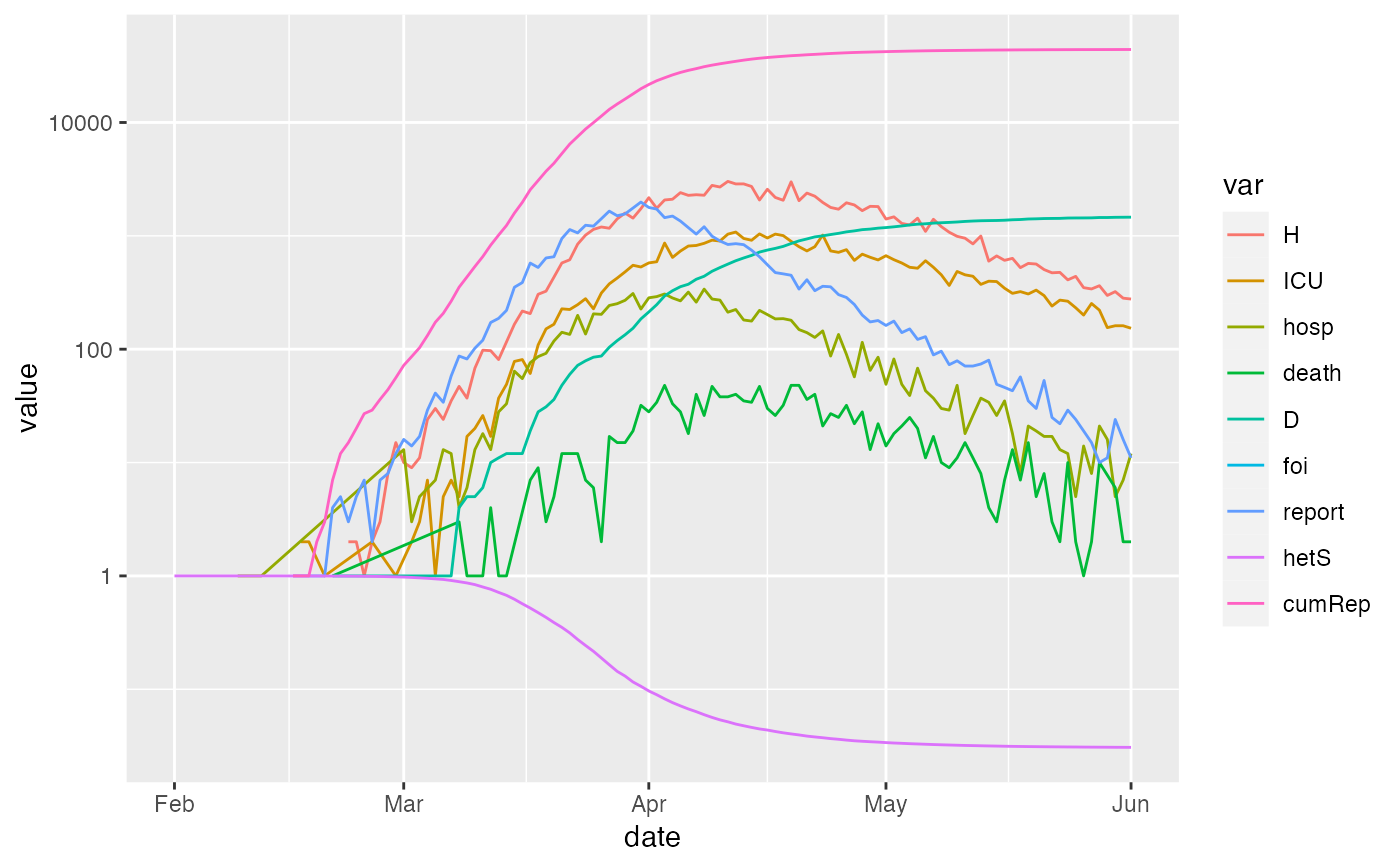 10000
100
1
value
Feb
Mar
Apr
May
Jun
date
var
H
ICU
hosp
death
D
foi
report
hetS
cumRep